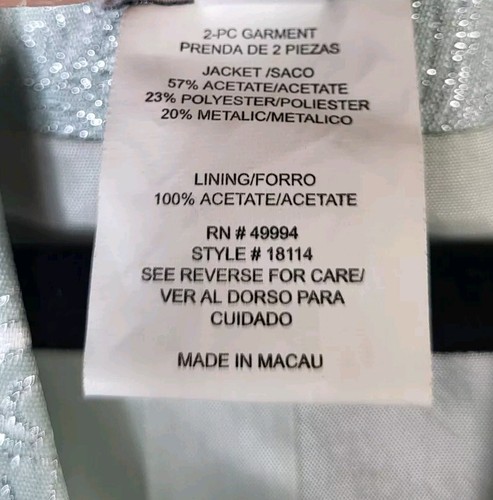 2-PC GARMENT
PRENDA DE 2 PIEZAS
JACKET /SACO
57% ACETATE/ACETATE
23% POLYESTER/POLIESTER
20% METALIC/METALICO
LINING/FORRO
100% ACETATE/ACETATE
RN # 49994
STYLE # 18114
SEE REVERSE FOR CARE/
VER AL DORSO PARA
CUIDADO
MADE IN MACAU